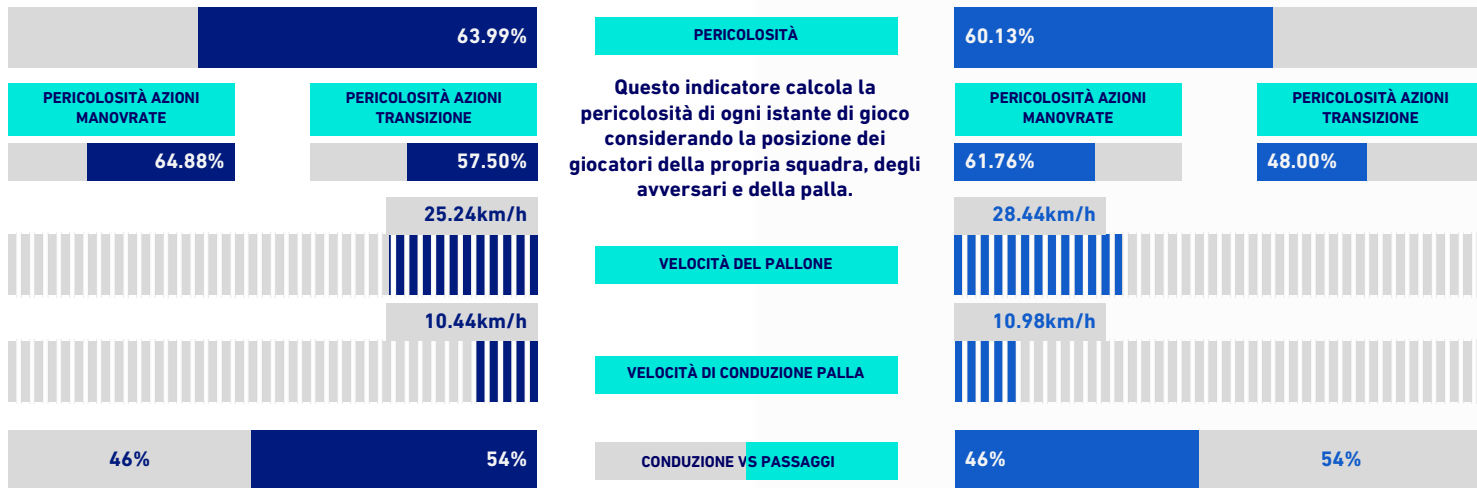 63.99%
PERICOLOSITÀ
60.13%
PERICOLOSITÀ AZIONI
MANOVRATE
64.88%
PERICOLOSITÀ AZIONI
TRANSIZIONE
57.50%
Questo indicatore calcola la
pericolosità di ogni istante di gioco
considerando la posizione dei
giocatori della propria squadra, degli
avversari e della palla.
PERICOLOSITÀ AZIONI
MANOVRATE
61.76%
PERICOLOSITÀ AZIONI
TRANSIZIONE
48.00%
25.24km/h
VELOCITÀ DEL PALLONE
28.44km/h
10.44km/h
VELOCITÀ DI CONDUZIONE PALLA
10.98km/h
46%
54%
CONDUZIONE VS PASSAGGI
46%
54%